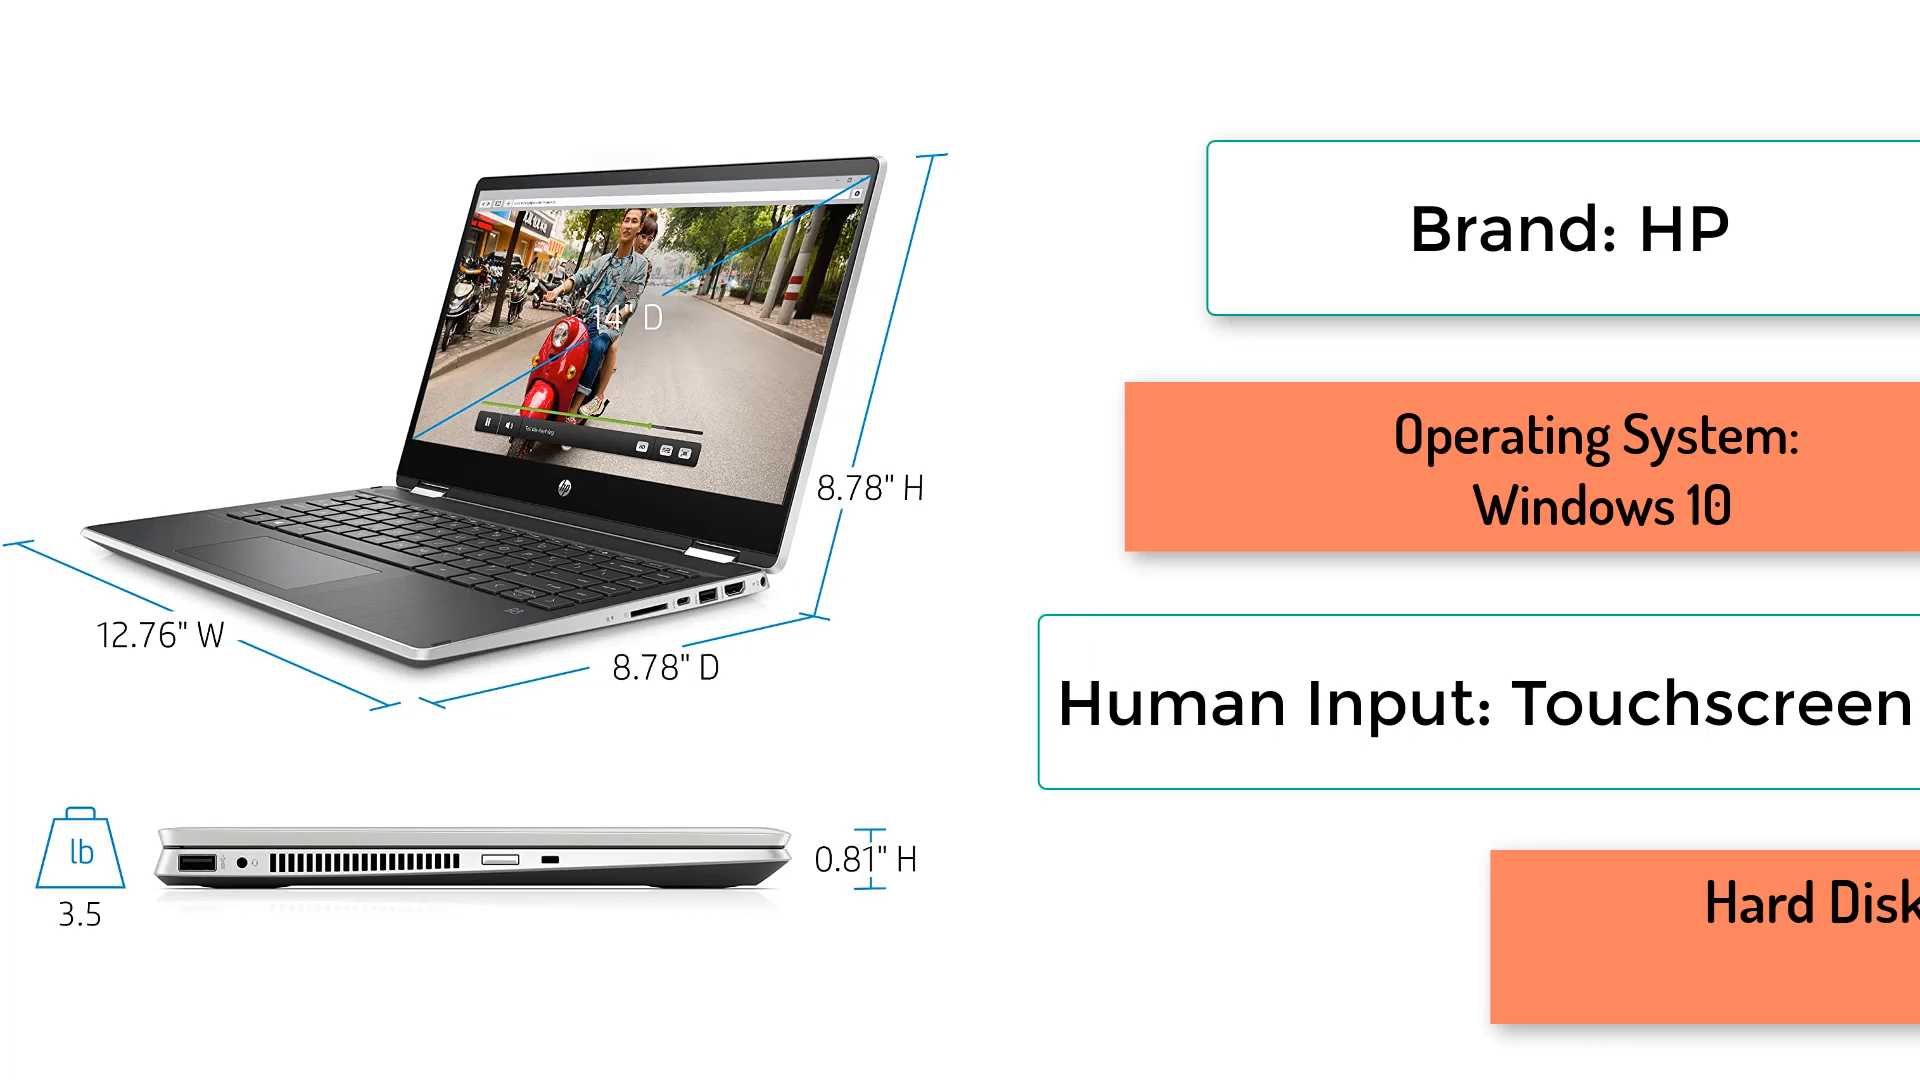 Brand: HP
Operating System:
Windows 10
Human Input: Touchscreen
Hard Disk
14" D
8.78" H
12.76" W
8.78" D
hp
lb
3.5
0.81" H